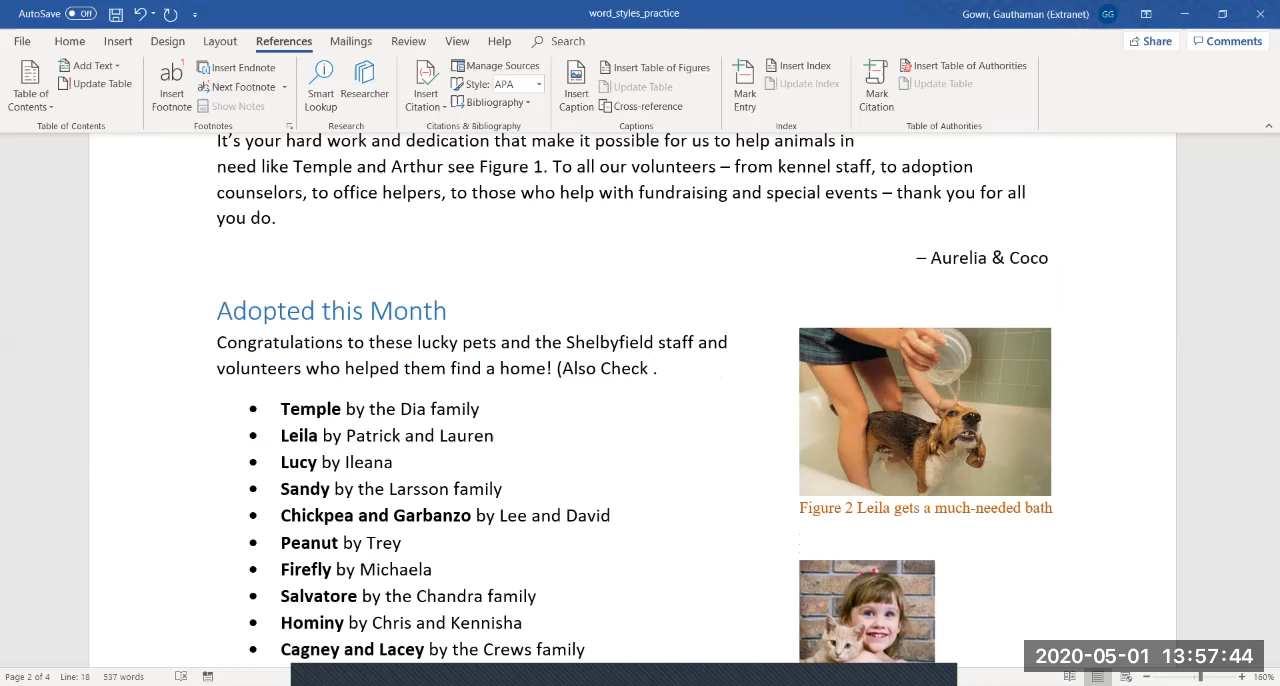 AutoSave Off
word_styles_practice
Gowri, Gauthaman (Extranet) GG
File Home Insert Design Layout References Mailings Review View Help Search
Share Comments
Table of Contents
Add Text
Update Table
Table of Contents
ab
Insert Footnote
Insert Endnote
Next Footnote
Show Notes
Footnotes
Smart Lookup
Researcher
Research
Insert Citation
Manage Sources
Style: APA
Bibliography
Citations & Bibliography
Insert Caption
Insert Table of Figures
Update Table
Cross-reference
Captions
Mark Entry
Insert Index
Update Index
Index
Mark Citation
Insert Table of Authorities
Update Table
Table of Authorities
It's your hard work and dedication that make it possible for us to help animals in
need like Temple and Arthur see Figure 1. To all our volunteers – from kennel staff, to adoption
counselors, to office helpers, to those who help with fundraising and special events – thank you for all
you do.
– Aurelia & Coco
Adopted this Month
Congratulations to these lucky pets and the Shelbyfield staff and
volunteers who helped them find a home! (Also Check .
• Temple by the Dia family
• Leila by Patrick and Lauren
• Lucy by Ileana
• Sandy by the Larsson family
• Chickpea and Garbanzo by Lee and David
• Peanut by Trey
• Firefly by Michaela
• Salvatore by the Chandra family
• Hominy by Chris and Kennisha
• Cagney and Lacey by the Crews family
Figure 2 Leila gets a much-needed bath
2020-05-01 13:57:44
Page 2 of 4 Line: 18 537 words
160%